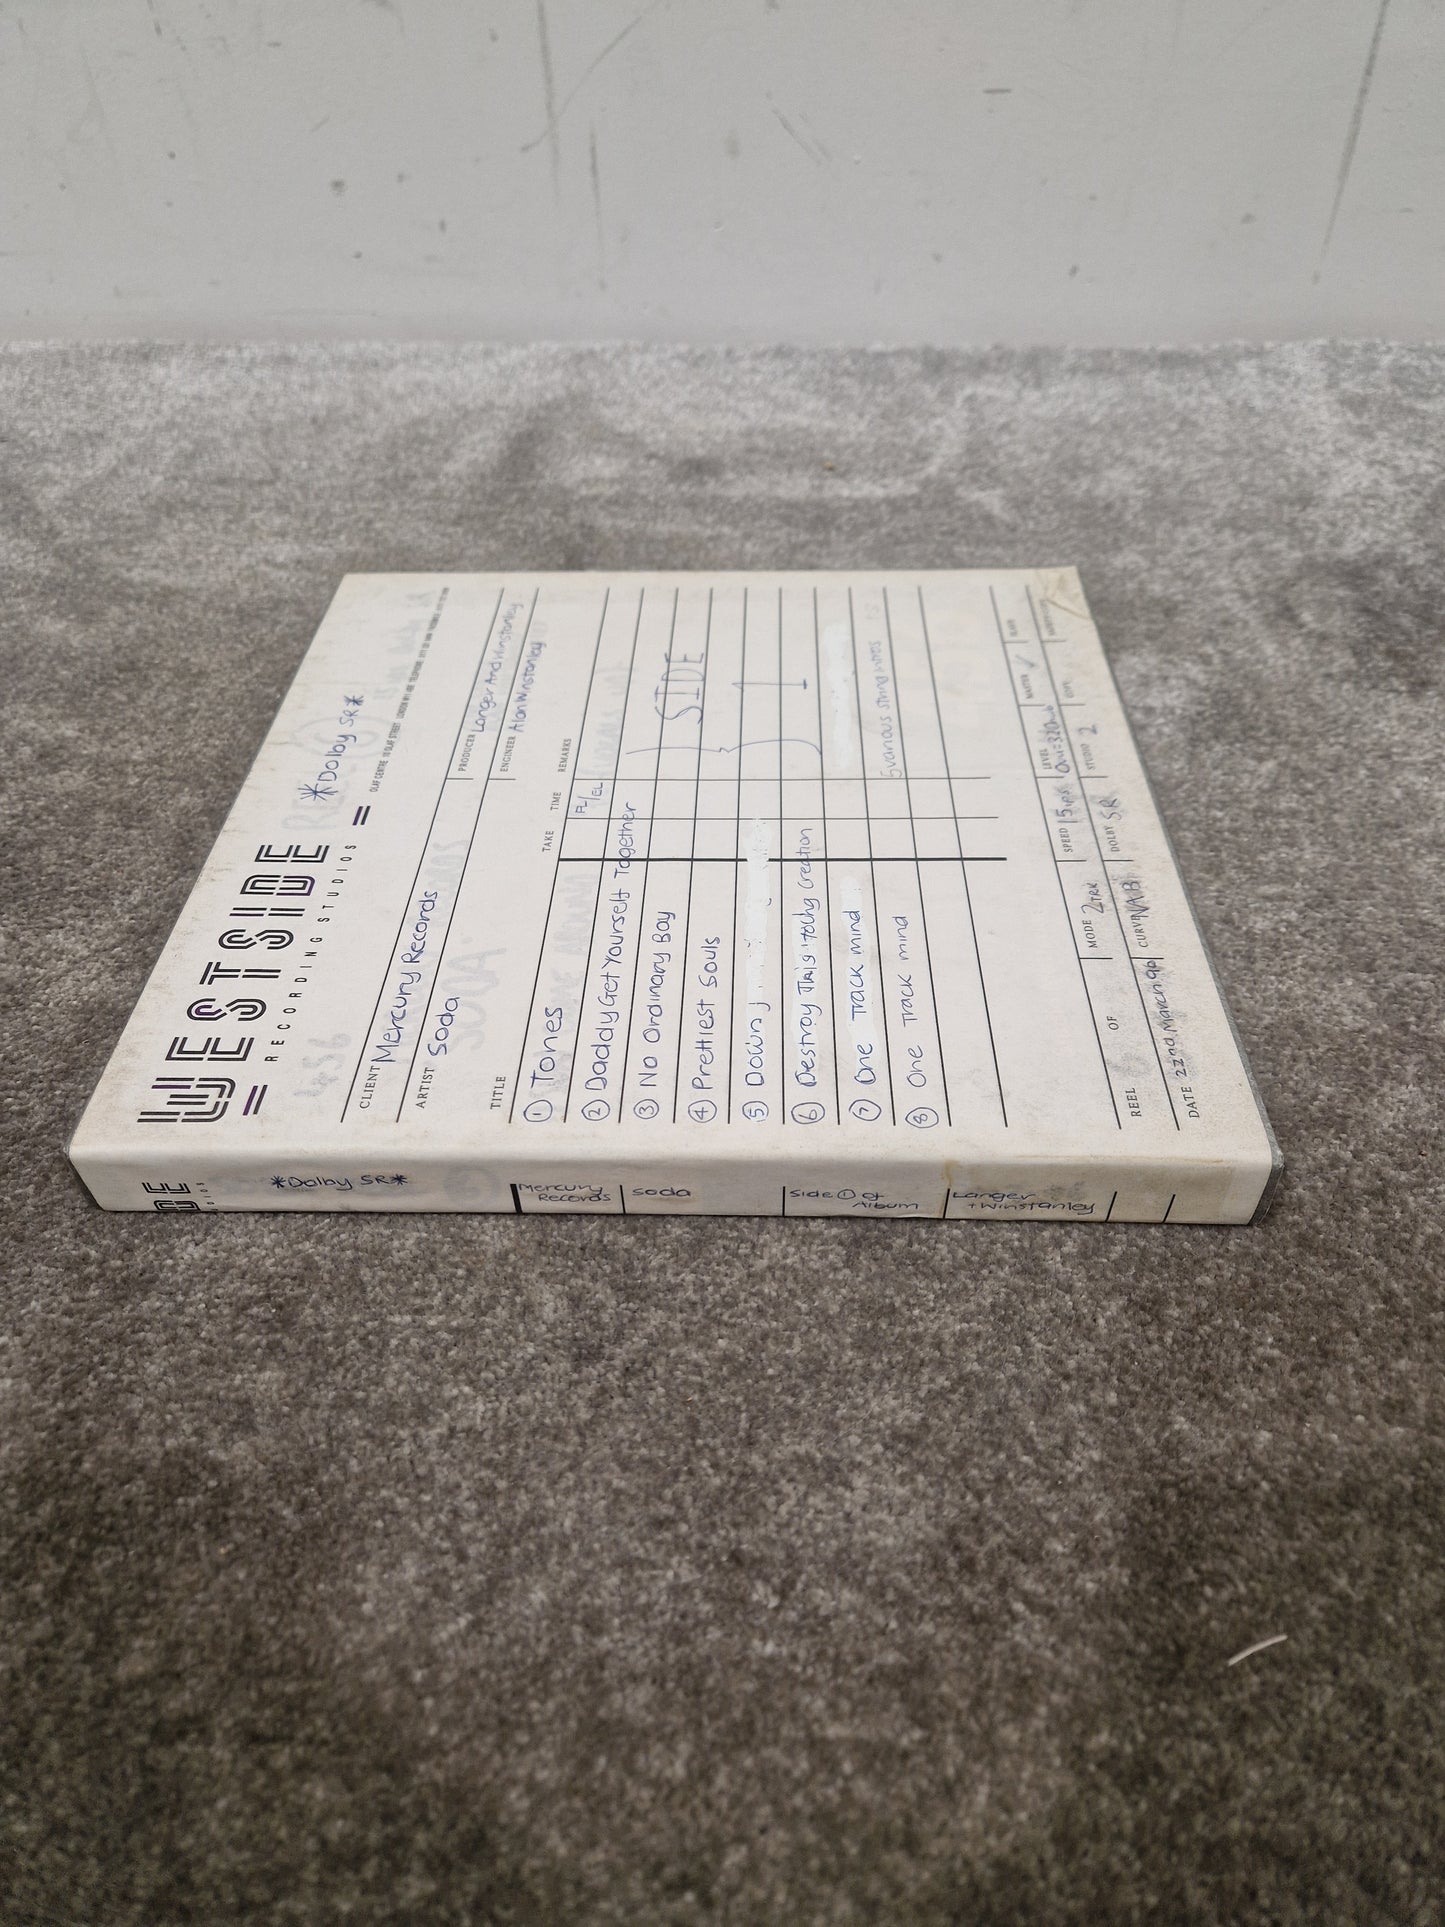 WESTSIDE
RECORDING STUDIOS
*Dolby SR*
CLIENT Mercury Records
PRODUCER Langer And Winstanley
ARTIST Soda
ENGINEER Alan Winstanley
TITLE
TAKE TIME REMARKS
① Tones
FL/EL
② Daddy Get Yourself Together
③ No Ordinary Boy
④ Prettiest Souls
⑤ Down
⑥ Destroy This
Creation
⑦ One Track mind
⑧ One Track mind
5 various string intros
SIDE
1
REEL OF
MODE 2TRK
SPEED 15ips
LEVEL
MASTER ✓
DATE 22nd March 90
CURVE NAB
DOLBY SR
STUDIO 2
COPY
*Dolby SR*
Mercury
Records
Soda
Side ① of
Album
Langer
+ Winstanley